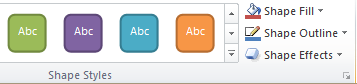 Abc Abc Abc Abc
Shape Fill
Shape Outline
Shape Effects
Shape Styles